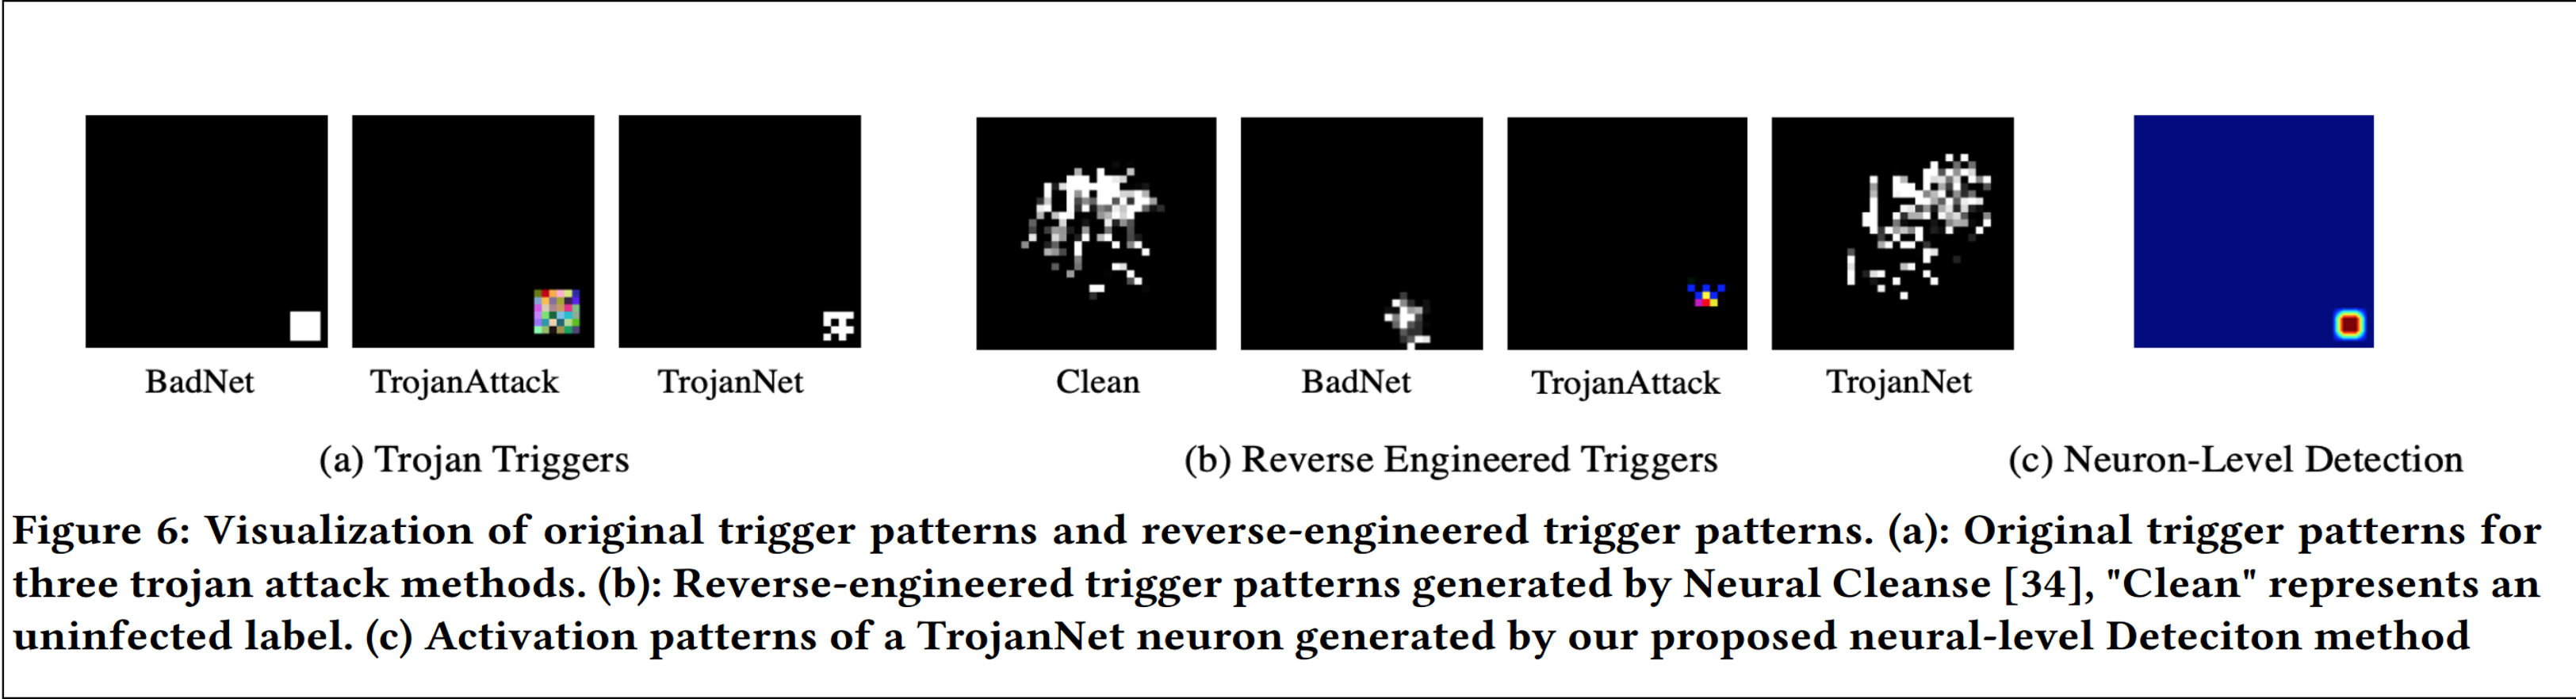 BadNet TrojanAttack TrojanNet Clean BadNet TrojanAttack TrojanNet
(a) Trojan Triggers (b) Reverse Engineered Triggers (c) Neuron-Level Detection
Figure 6: Visualization of original trigger patterns and reverse-engineered trigger patterns. (a): Original trigger patterns for
three trojan attack methods. (b): Reverse-engineered trigger patterns generated by Neural Cleanse [34], "Clean" represents an
uninfected label. (c) Activation patterns of a TrojanNet neuron generated by our proposed neural-level Deteciton method